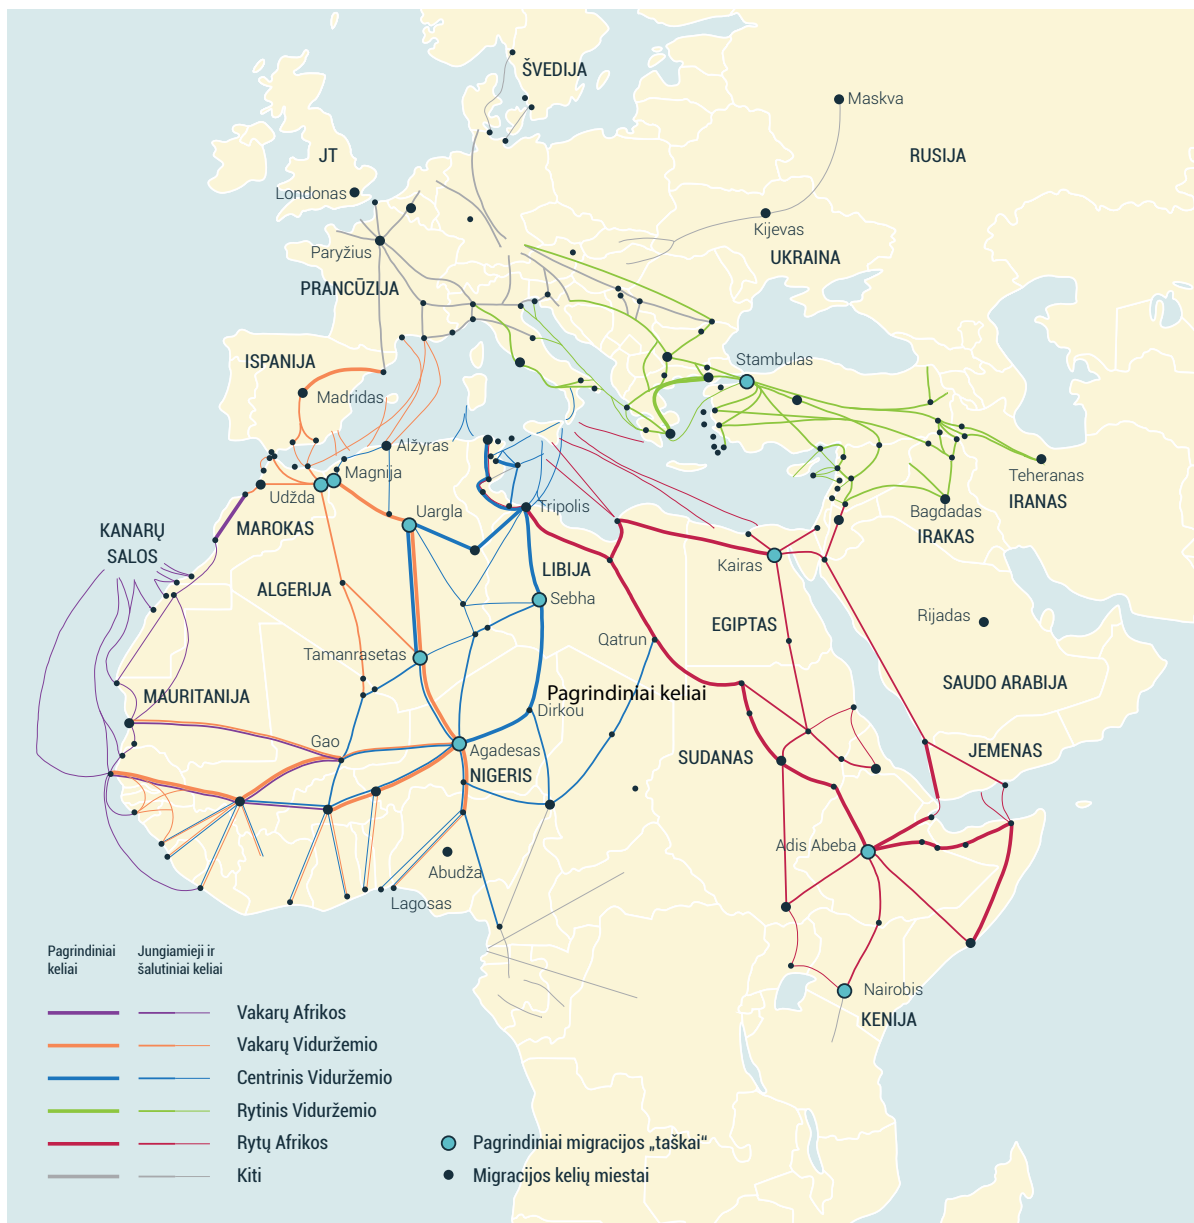 ŠVEDIJA
Maskva
JT
RUSIJA
Londonas
Kijevas
Paryžius
UKRAINA
PRANCŪZIJA
Stambulas
ISPANIJA
Madridas
Alžyras
Magnija
Teheranas
Udžda
IRANAS
Uargla
Tripolis
Bagdadas
KANARŲ
SALOS
MAROKAS
IRAKAS
Kairas
LIBIJA
ALGERIJA
Sebha
Rijadas
EGIPTAS
Qatrun
Tamanrasetas
SAUDO ARABIJA
MAURITANIJA
Pagrindiniai keliai
Dirkou
Gao
Agadesas
JEMENAS
SUDANAS
NIGERIS
Adis Abeba
Abudža
Lagosas
Pagrindiniai
keliai
Jungiamieji ir
šalutiniai keliai
Nairobis
KENIJA
Vakarų Afrikos
Vakarų Viduržemio
Centrinis Viduržemio
Rytinis Viduržemio
Rytų Afrikos
Kiti
Pagrindiniai migracijos „taškai“
Migracijos kelių miestai